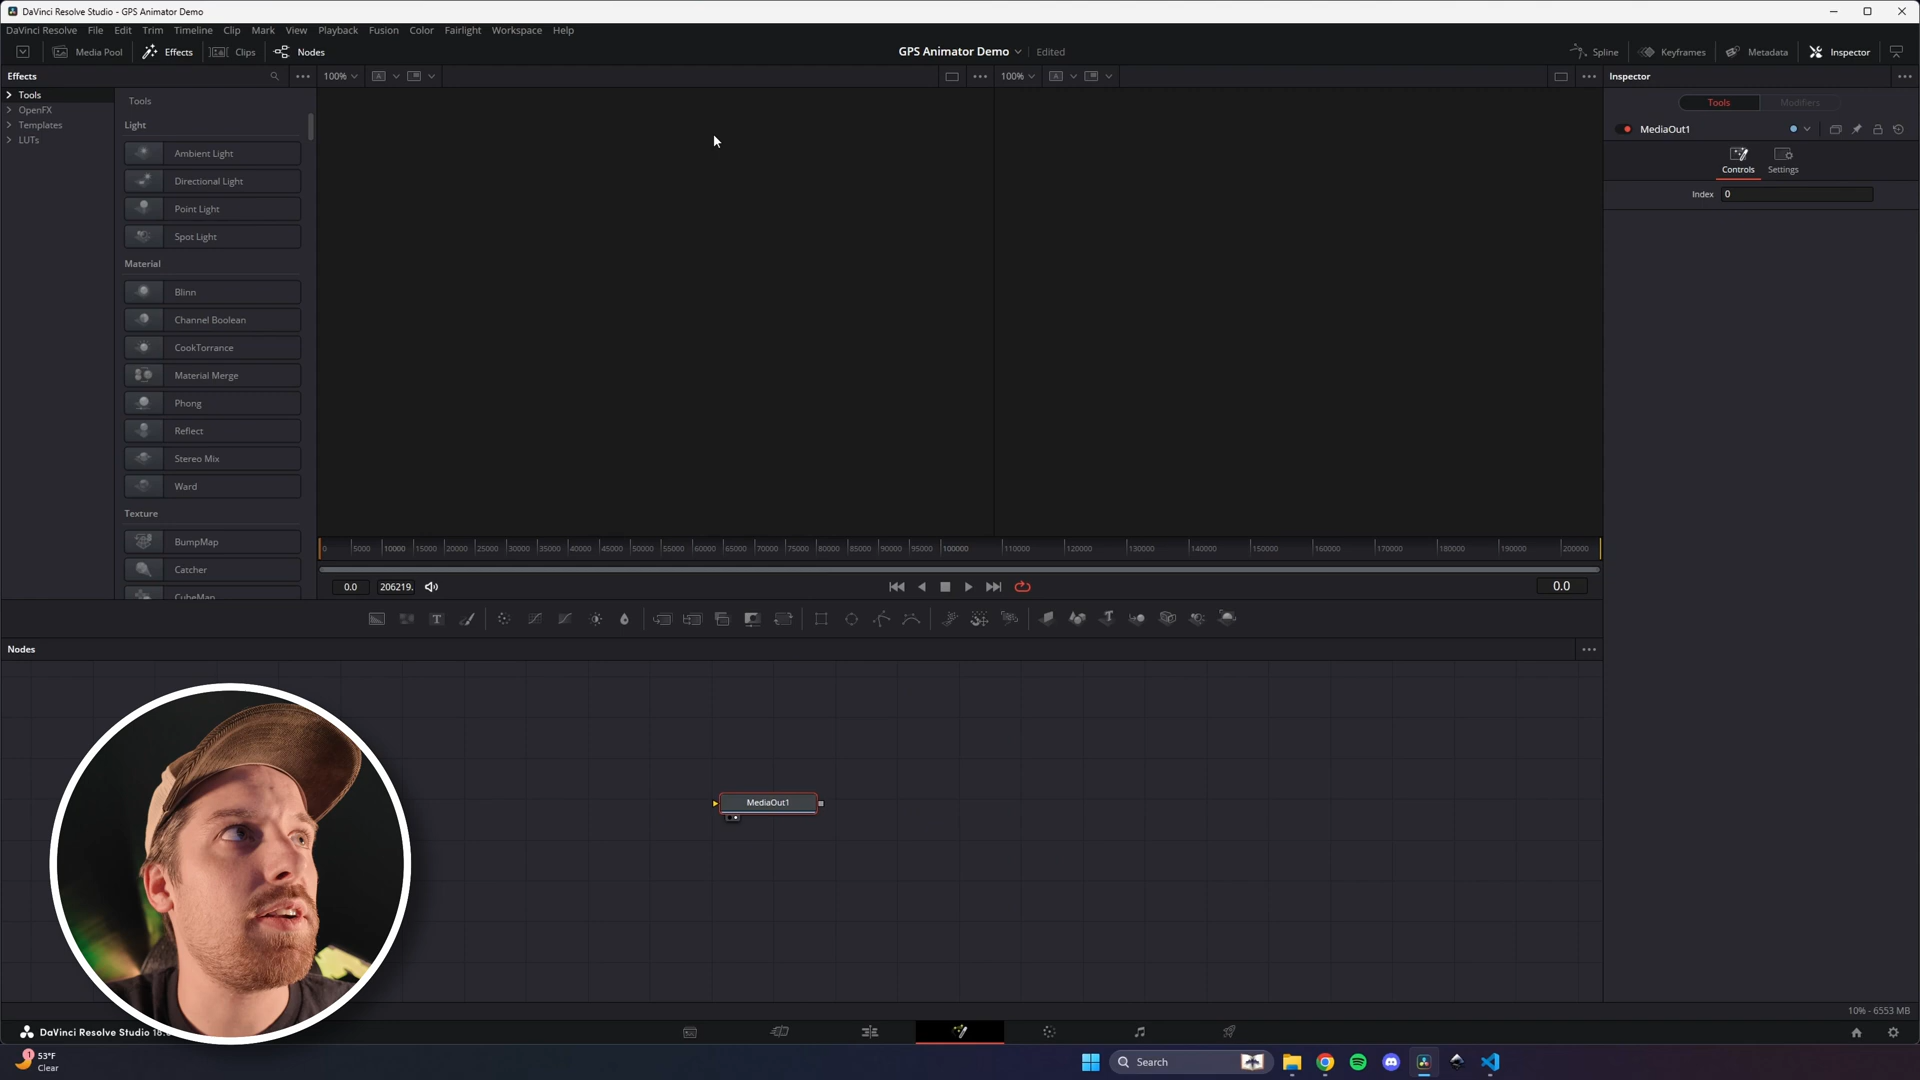 DaVinci Resolve Studio - GPS Animator Demo
DaVinci Resolve File Edit Trim Timeline Clip Mark View Playback Fusion Color Fairlight Workspace Help
Media Pool Effects Clips Nodes GPS Animator Demo Edited Spline Keyframes Metadata Inspector
Effects 100% 100% Inspector
Tools
OpenFX
Templates
LUTs
Tools
Light
Ambient Light
Directional Light
Point Light
Spot Light
Material
Blinn
Channel Boolean
CookTorrance
Material Merge
Phong
Reflect
Stereo Mix
Ward
Texture
BumpMap
Catcher
CubeMap
Tools Modifiers
MediaOut1
Controls Settings
Index 0
0 5000 10000 15000 20000 25000 30000 35000 40000 45000 50000 55000 60000 65000 70000 75000 80000 85000 90000 95000 100000 110000 120000 130000 140000 150000 160000 170000 180000 190000 200000
0.0 206219. 0.0
Nodes
MediaOut1
10% - 6553 MB
DaVinci Resolve Studio
1
53°F
Clear
Search